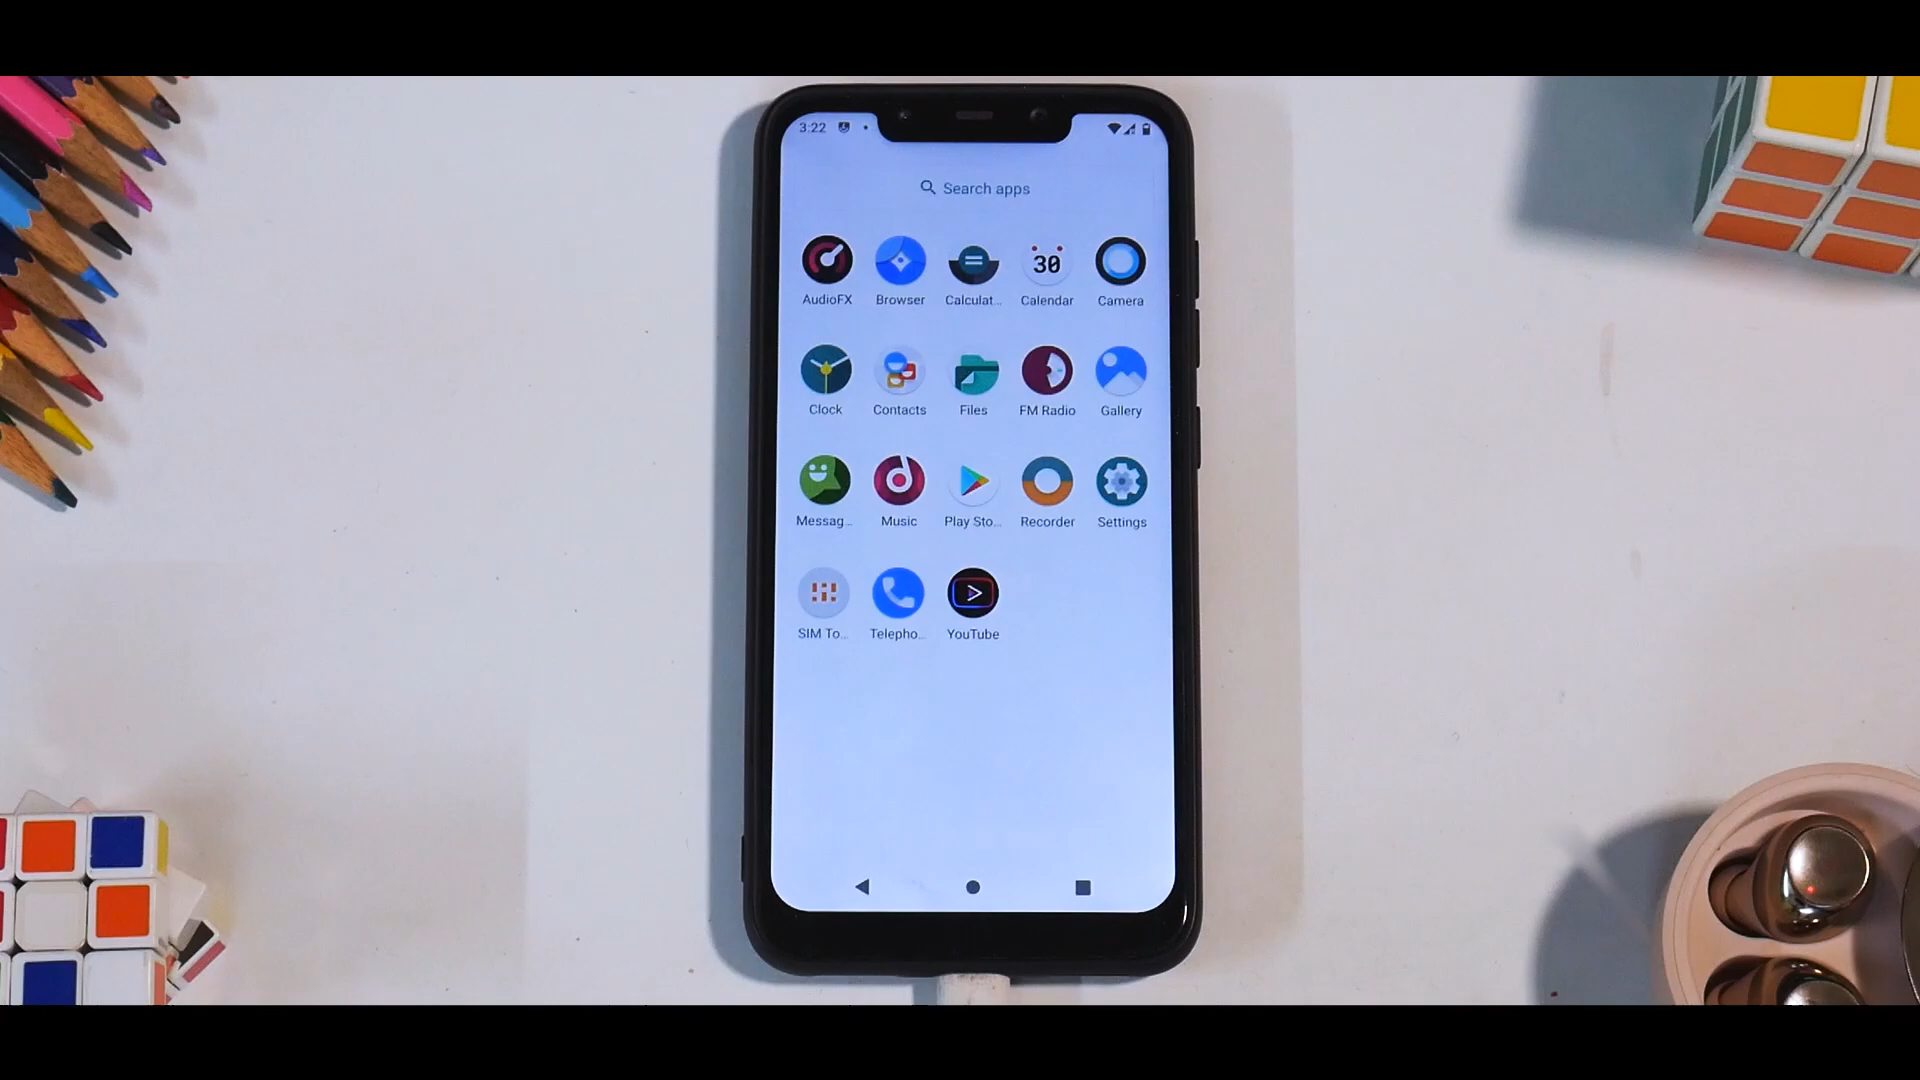 3:22
Search apps
AudioFX Browser Calculat... Calendar Camera
30
Clock Contacts Files FM Radio Gallery
Messag... Music Play Sto... Recorder Settings
SIM To... Telepho... YouTube